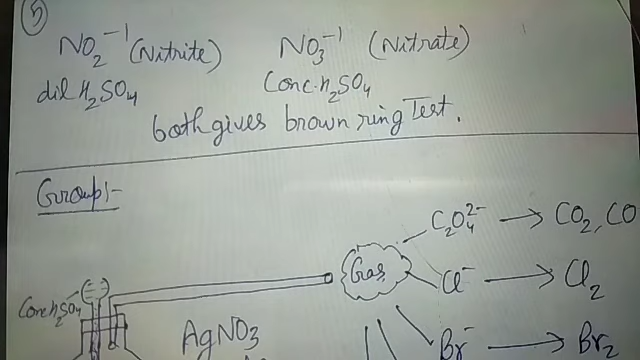 5
NO2^-1 (Nitrite) NO3^-1 (Nitrate)
dil H2SO4 Conc. H2SO4
both gives brown ring Test.
Group:-
C2O4^2- → CO2, CO
Gas
Cl^- → Cl2
Conc H2SO4
AgNO3
Br^- → Br2